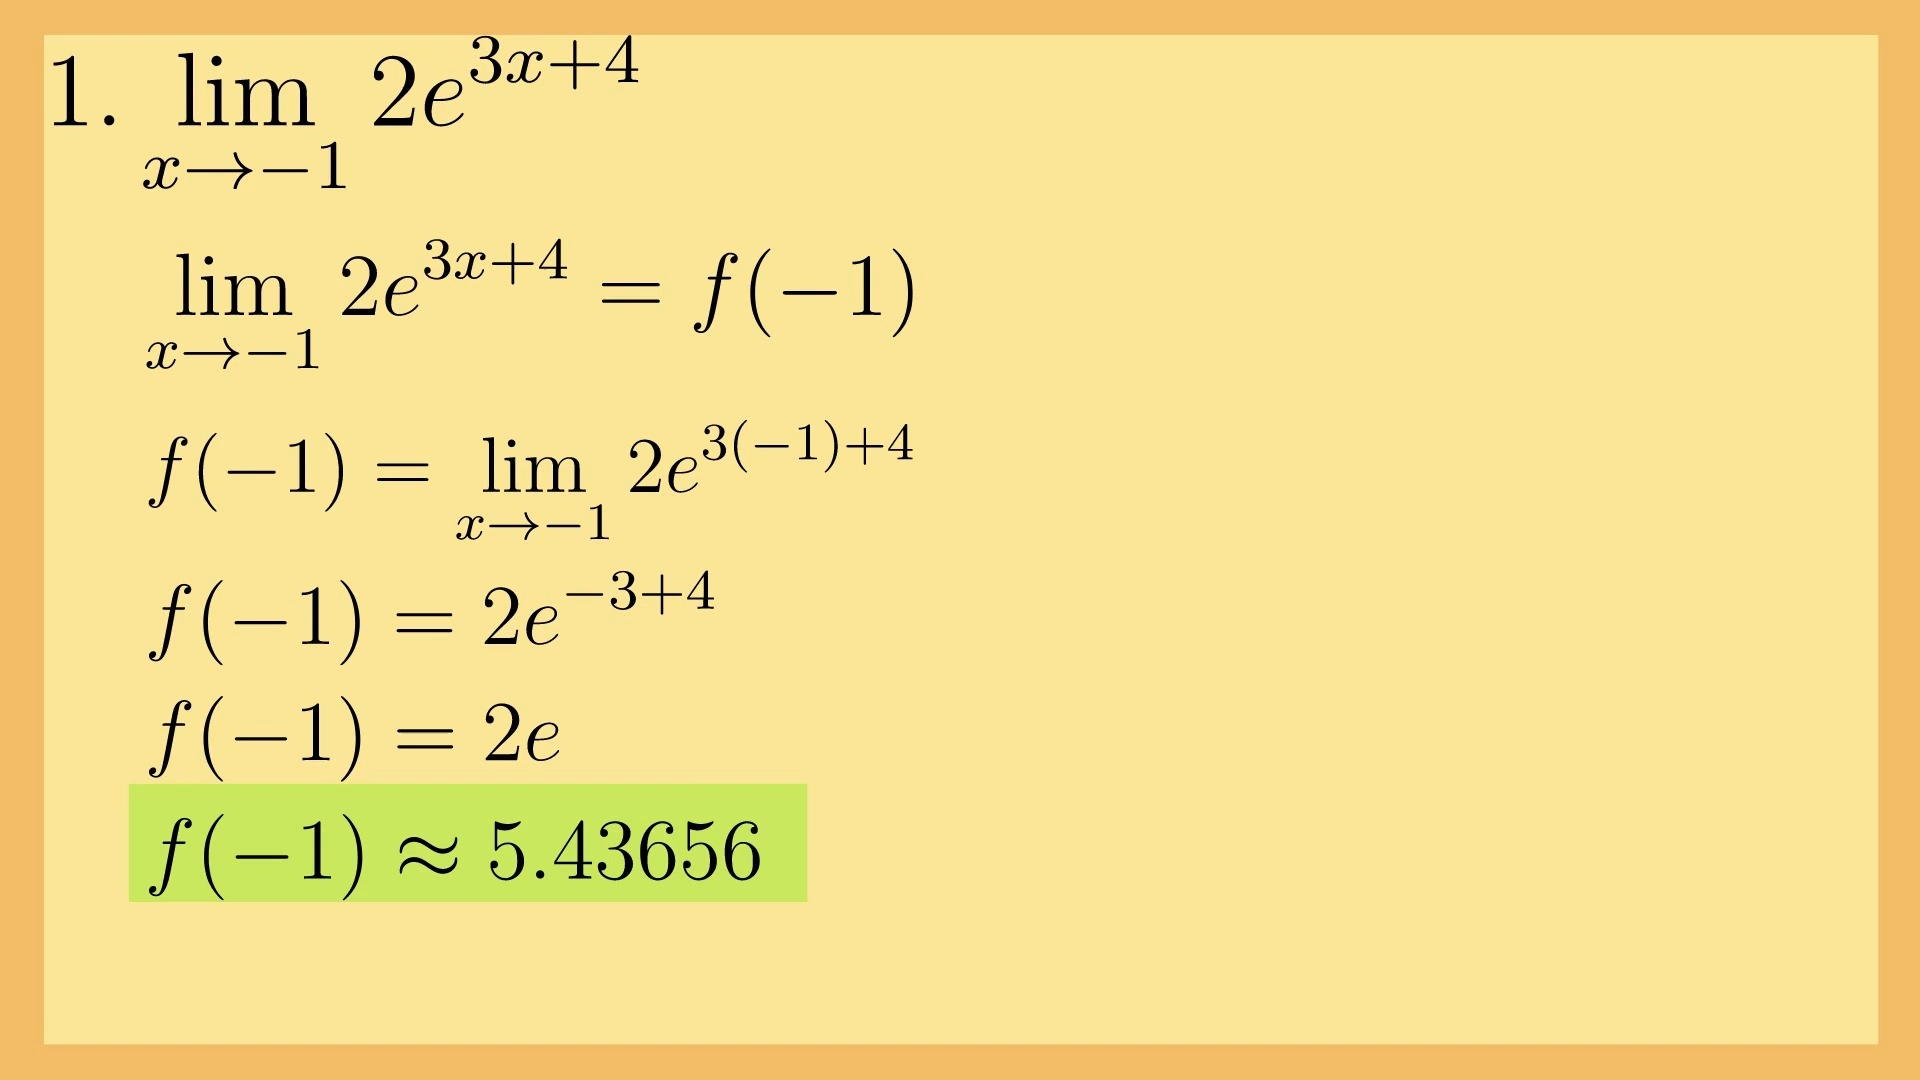 1. lim_{x→−1} 2e^{3x+4}
lim_{x→−1} 2e^{3x+4} = f(−1)
f(−1) = lim_{x→−1} 2e^{3(−1)+4}
f(−1) = 2e^{−3+4}
f(−1) = 2e
f(−1) ≈ 5.43656